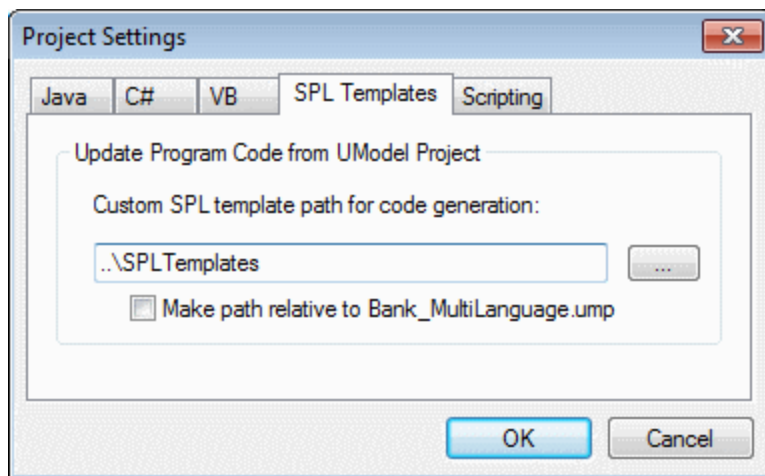 Project Settings
Java C# VB SPL Templates Scripting
Update Program Code from UModel Project
Custom SPL template path for code generation:
..\SPLTemplates
...
Make path relative to Bank_MultiLanguage.ump
OK Cancel